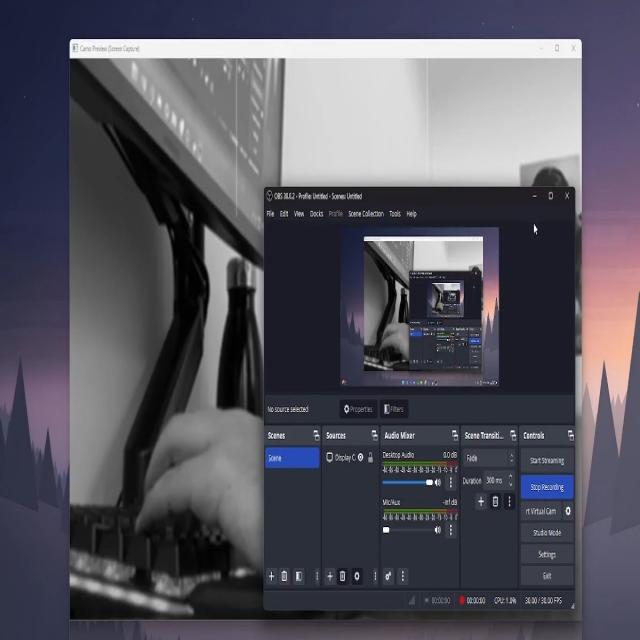 Camo Preview (Screen Capture)
OBS 30.0.2 - Profile: Untitled - Scenes: Untitled
File Edit View Docks Profile Scene Collection Tools Help
No source selected
Properties
Filters
Scenes
Sources
Audio Mixer
Scene Transiti...
Controls
Scene
Display C
Desktop Audio 0.0 dB
Mic/Aux -inf dB
Fade
Duration 300 ms
Start Streaming
Stop Recording
rt Virtual Cam
Studio Mode
Settings
Exit
00:00:00
00:00:00
CPU: 1.0%
30.00 / 30.00 FPS